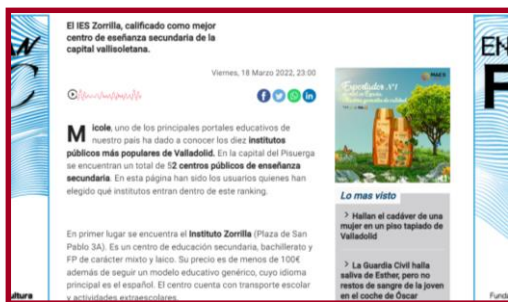 El IES Zorrilla, calificado como mejor
centro de eseñanza secundaria de la
capital vallisoletana.
Viernes, 18 Marzo 2022, 23:00
Micole, uno de los principales portales educativos de
nuestro país ha dado a conocer los diez institutos
públicos más populares de Valladolid. En la capital del Pisuerga
se encuentran un total de 52 centros públicos de enseñanza
secundaria. En esta página han sido los usuarios quienes han
elegido qué institutos entran dentro de este ranking.
En primer lugar se encuentra el Instituto Zorrilla (Plaza de San
Pablo 3A). Es un centro de educación secundaria, bachillerato y
FP de carácter mixto y laico. Su precio es de menos de 100€
además de seguir un modelo educativo genérico, cuyo idioma
principal es el español. El centro cuenta con transporte escolar
y actividades extraescolares.
Exportador Nº1
Lo mas visto
> Hallan el cadáver de una
mujer en un piso tapiado de
Valladolid
> La Guardia Civil halla
saliva de Esther, pero no
restos de sangre de la joven
en el coche de Óscar
EN
F
Funda